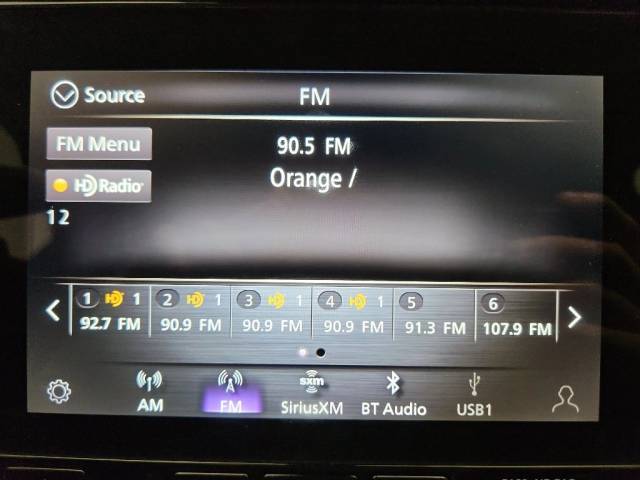 Source
FM
FM Menu
90.5 FM
HD Radio
Orange /
1 2
1 HD 1
2 HD 1
3 HD 1
4 HD 1
5
6
92.7 FM
90.9 FM
90.9 FM
90.9 FM
91.3 FM
107.9 FM
sxm
AM
FM
SiriusXM
BT Audio
USB1